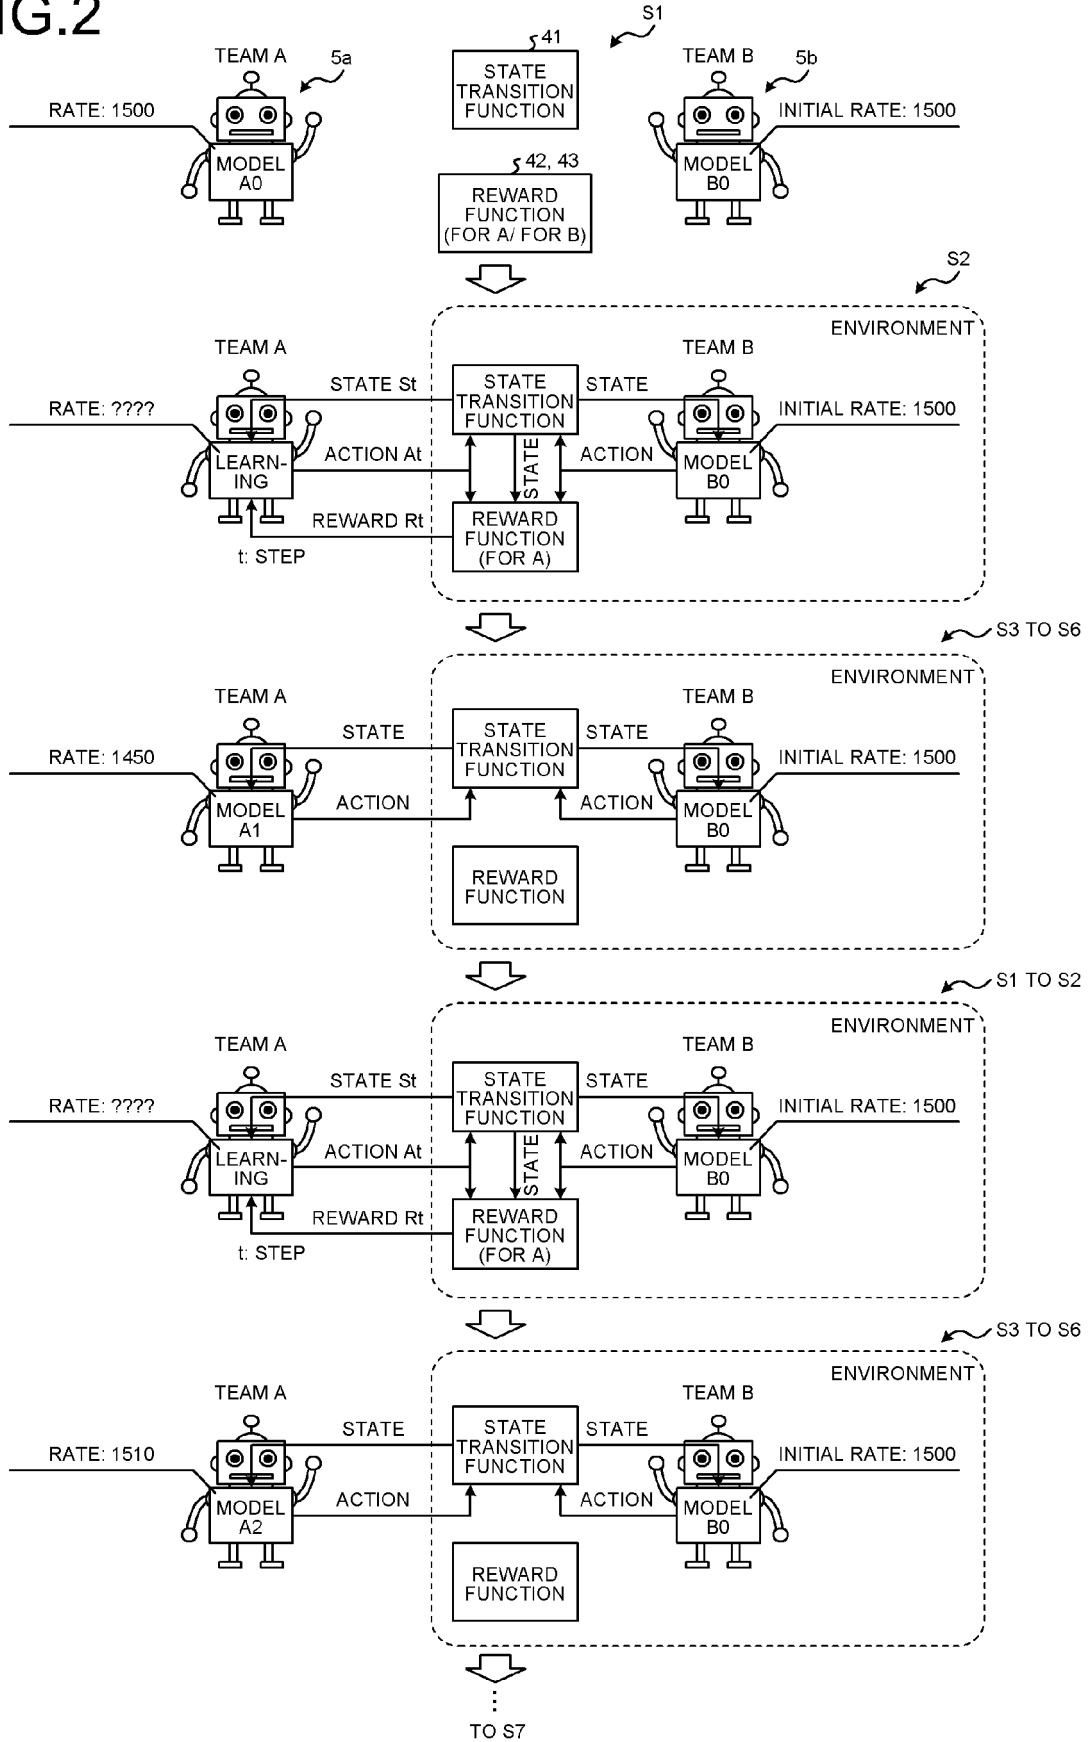 IG.2
S1
TEAM A
5a
41
STATE
TRANSITION
FUNCTION
TEAM B
5b
RATE: 1500
INITIAL RATE: 1500
MODEL
A0
MODEL
B0
42, 43
REWARD
FUNCTION
(FOR A/ FOR B)
S2
ENVIRONMENT
TEAM A
TEAM B
STATE St
STATE
TRANSITION
FUNCTION
STATE
RATE: ????
INITIAL RATE: 1500
ACTION At
STATE
ACTION
LEARN-
ING
MODEL
B0
REWARD Rt
REWARD
FUNCTION
(FOR A)
t: STEP
S3 TO S6
ENVIRONMENT
TEAM A
TEAM B
STATE
STATE
TRANSITION
FUNCTION
STATE
RATE: 1450
INITIAL RATE: 1500
ACTION
ACTION
MODEL
A1
MODEL
B0
REWARD
FUNCTION
S1 TO S2
ENVIRONMENT
TEAM A
TEAM B
STATE St
STATE
TRANSITION
FUNCTION
STATE
RATE: ????
INITIAL RATE: 1500
ACTION At
STATE
ACTION
LEARN-
ING
MODEL
B0
REWARD Rt
REWARD
FUNCTION
(FOR A)
t: STEP
S3 TO S6
ENVIRONMENT
TEAM A
TEAM B
STATE
STATE
TRANSITION
FUNCTION
STATE
RATE: 1510
INITIAL RATE: 1500
ACTION
ACTION
MODEL
A2
MODEL
B0
REWARD
FUNCTION
TO S7